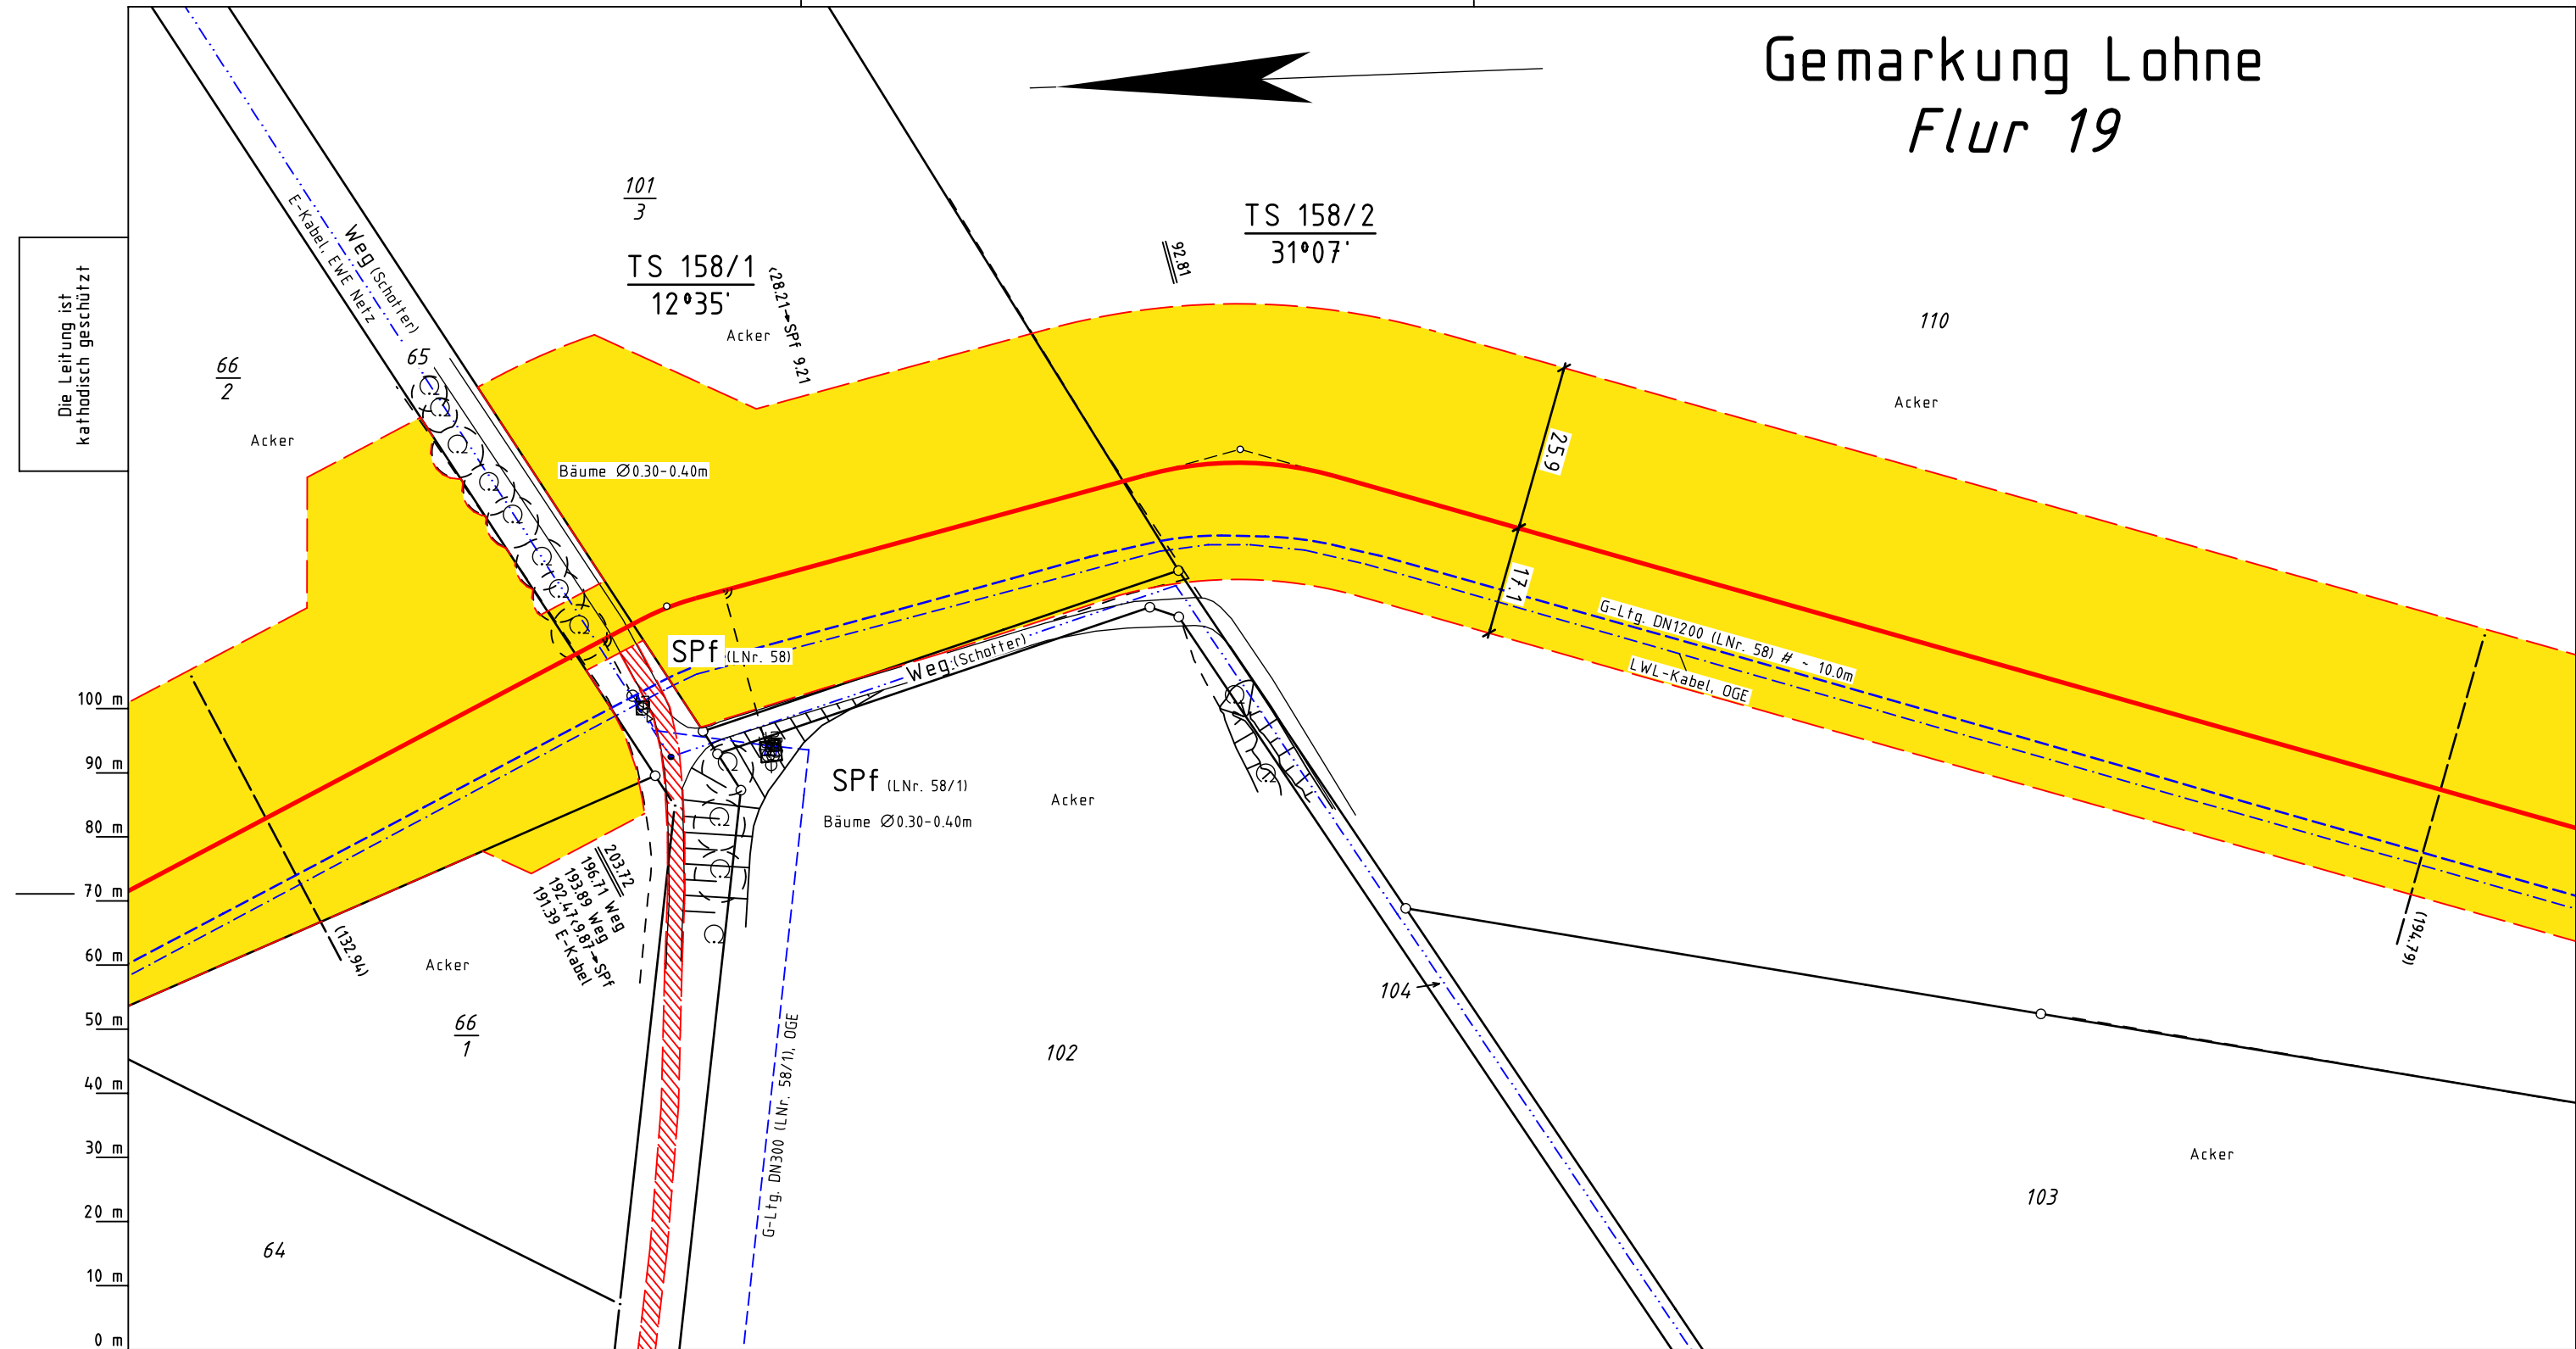 Gemarkung Lohne
Flur 19
Die Leitung ist
kathodisch geschützt
101
3
TS 158/1
12°35'
<28.21→SPf 9.21
Acker
92.81
TS 158/2
31°07'
110
Acker
Weg (Schotter)
E-Kabel, EWE Netz
65
66
2
Acker
Bäume Ø0.30-0.40m
25.9
17.1
SPf (LNr. 58)
Weg (Schotter)
G-Ltg. DN1200 (LNr. 58) # ~ 10.0m
LWL-Kabel, OGE
SPf (LNr. 58/1)
Bäume Ø0.30-0.40m
Acker
203.72
196.71 Weg
193.89 Weg
192.47<9.87→SPf
191.39 E-Kabel
(132.94)
(194.79)
Acker
66
1
104
102
G-Ltg. DN300 (LNr. 58/1), OGE
Acker
103
64
100 m
90 m
80 m
70 m
60 m
50 m
40 m
30 m
20 m
10 m
0 m